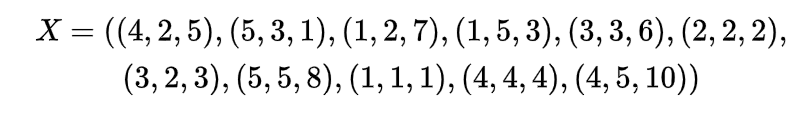 X = ((4, 2, 5), (5, 3, 1), (1, 2, 7), (1, 5, 3), (3, 3, 6), (2, 2, 2),
(3, 2, 3), (5, 5, 8), (1, 1, 1), (4, 4, 4), (4, 5, 10))